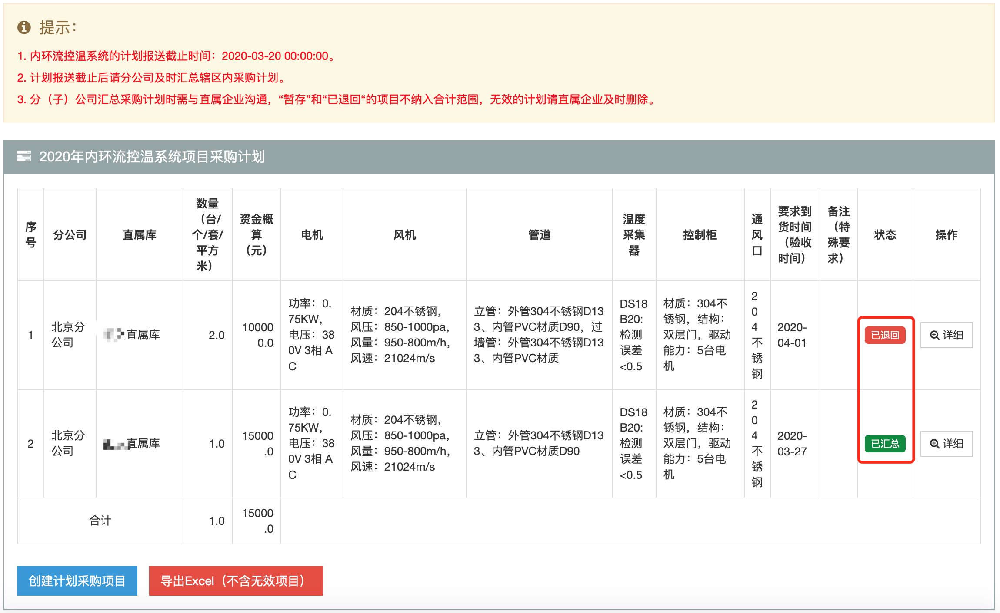 提示：
1. 内环流控温系统的计划报送截止时间：2020-03-20 00:00:00。
2. 计划报送截止后请分公司及时汇总辖区内采购计划。
3. 分（子）公司汇总采购计划时需与直属企业沟通，“暂存”和“已退回“的项目不纳入合计范围，无效的计划请直属企业及时删除。
2020年内环流控温系统项目采购计划
序
号
分公司
直属库
数量
（台/
个/套/
平方
米）
资金概
算
（元）
电机
风机
管道
温度
采集
器
控制柜
通
风
口
要求到
货时间
（验收
时间）
备注
（特
殊要
求）
状态
操作
1
北京分
公司
直属库
2.0
10000
0.0
功率：0.
75KW，
电压：38
0V 3相 A
C
材质：204不锈钢，
风压：850-1000pa，
风量：950-800m/h，
风速：21024m/s
立管：外管304不锈钢D13
3、内管PVC材质D90，过
墙管：外管304不锈钢D13
3、内管PVC材质
DS18
B20:
检测
误差
<0.5
材质：304不
锈钢，结构：
双层门，驱动
能力：5台电
机
2
0
4
不
锈
钢
2020-
04-01
已退回
详细
2
北京分
公司
直属库
1.0
15000
.0
功率：0.
75KW，
电压：38
0V 3相 A
C
材质：204不锈钢，
风压：850-1000pa，
风量：950-800m/h，
风速：21024m/s
立管：外管304不锈钢D13
3、内管PVC材质D90
DS18
B20:
检测
误差
<0.5
材质：304不
锈钢，结构：
双层门，驱动
能力：5台电
机
2
0
4
不
锈
钢
2020-
03-27
已汇总
详细
合计
1.0
15000
.0
创建计划采购项目
导出Excel（不含无效项目）